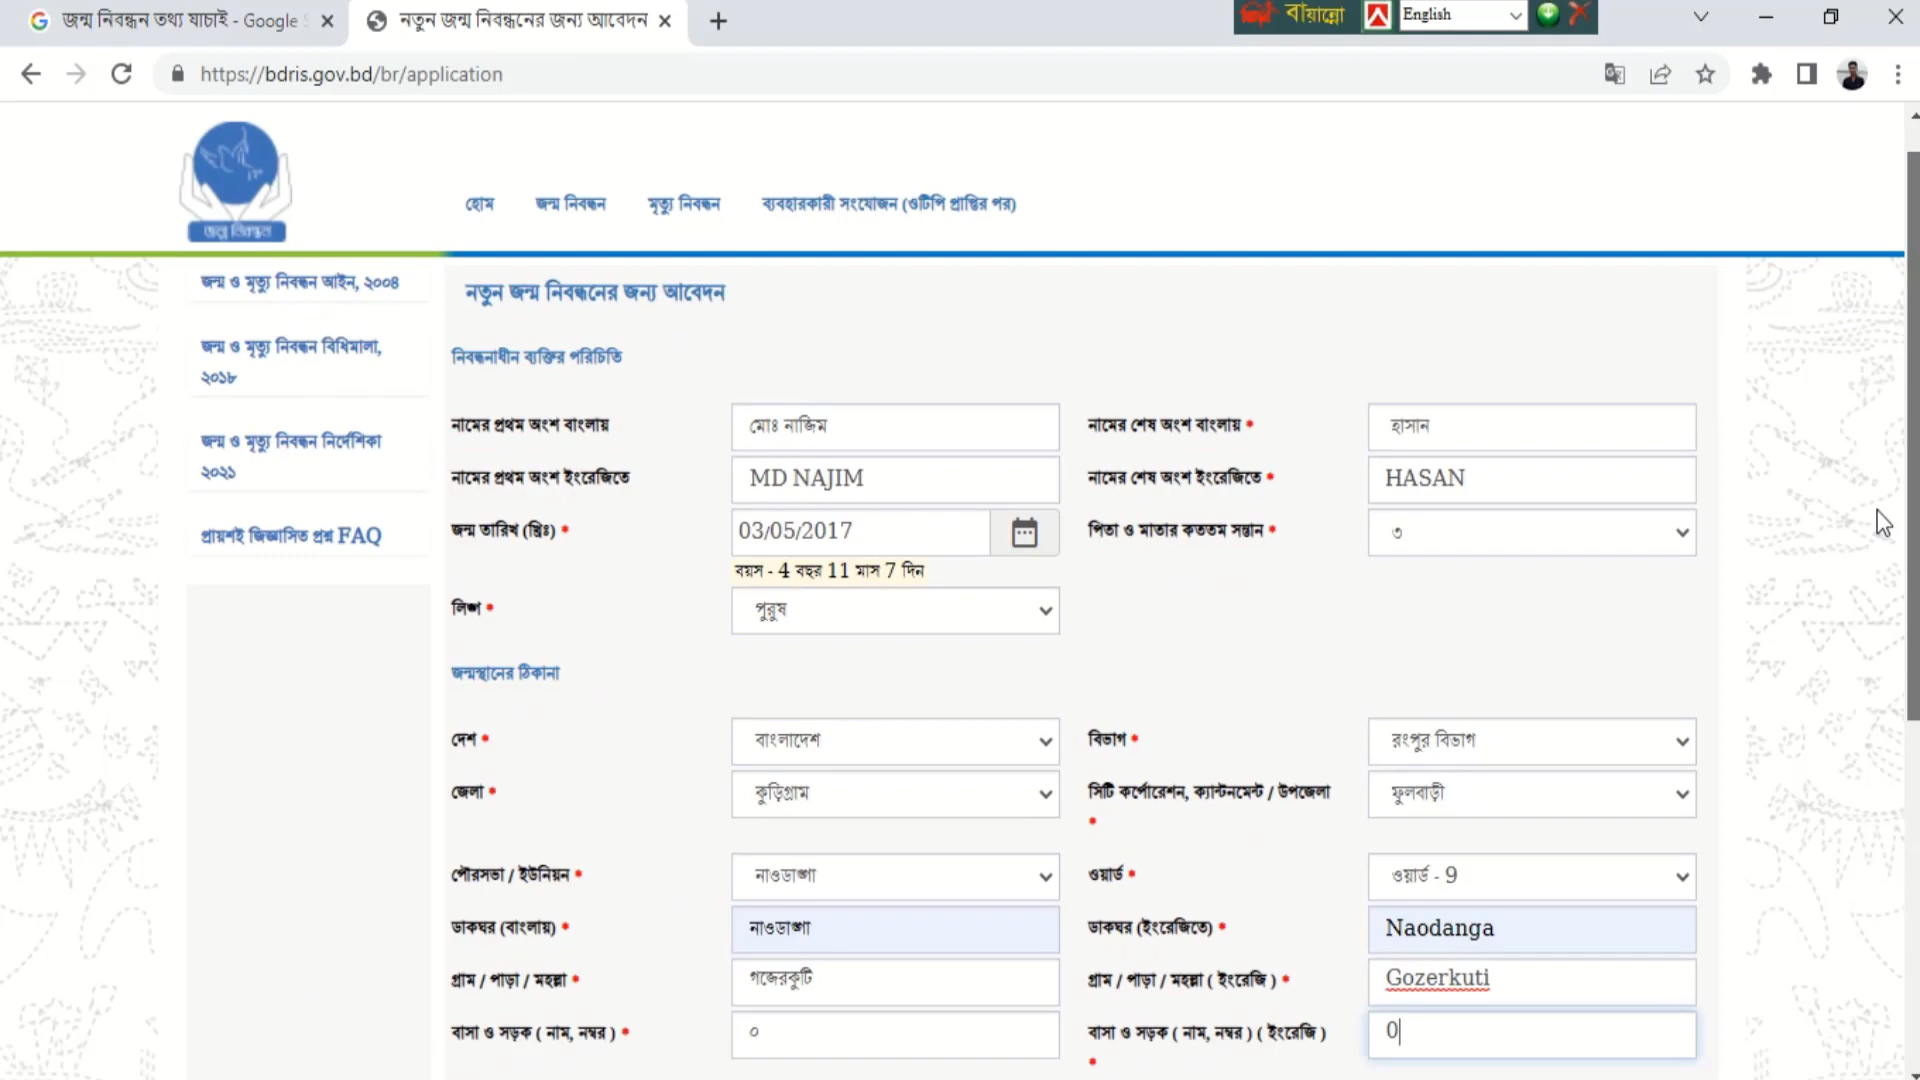 জন্ম নিবন্ধন তথ্য যাচাই - Google S
নতুন জন্ম নিবন্ধনের জন্য আবেদন
বায়ান্নো
English
https://bdris.gov.bd/br/application
জন্ম নিবন্ধন
হোম
জন্ম নিবন্ধন
মৃত্যু নিবন্ধন
ব্যবহারকারী সংযোজন (ওটিপি প্রাপ্তির পর)
জন্ম ও মৃত্যু নিবন্ধন আইন, ২০০৪
জন্ম ও মৃত্যু নিবন্ধন বিধিমালা,
২০১৮
জন্ম ও মৃত্যু নিবন্ধন নির্দেশিকা
২০২১
প্রায়শই জিজ্ঞাসিত প্রশ্ন FAQ
নতুন জন্ম নিবন্ধনের জন্য আবেদন
নিবন্ধনাধীন ব্যক্তির পরিচিতি
নামের প্রথম অংশ বাংলায় মোঃ নাজিম নামের শেষ অংশ বাংলায় * হাসান
নামের প্রথম অংশ ইংরেজিতে MD NAJIM নামের শেষ অংশ ইংরেজিতে * HASAN
জন্ম তারিখ (খ্রিঃ) * 03/05/2017 পিতা ও মাতার কততম সন্তান * ৩
বয়স - 4 বছর 11 মাস 7 দিন
লিঙ্গ * পুরুষ
জন্মস্থানের ঠিকানা
দেশ * বাংলাদেশ বিভাগ * রংপুর বিভাগ
জেলা * কুড়িগ্রাম সিটি কর্পোরেশন, ক্যান্টনমেন্ট / উপজেলা * ফুলবাড়ী
পৌরসভা / ইউনিয়ন * নাওডাঙ্গা ওয়ার্ড * ওয়ার্ড - 9
ডাকঘর (বাংলায়) * নাওডাঙ্গা ডাকঘর (ইংরেজিতে) * Naodanga
গ্রাম / পাড়া / মহল্লা * গজেরকুটি গ্রাম / পাড়া / মহল্লা ( ইংরেজি ) * Gozerkuti
বাসা ও সড়ক ( নাম, নম্বর ) * ০ বাসা ও সড়ক ( নাম, নম্বর ) ( ইংরেজি ) * 0